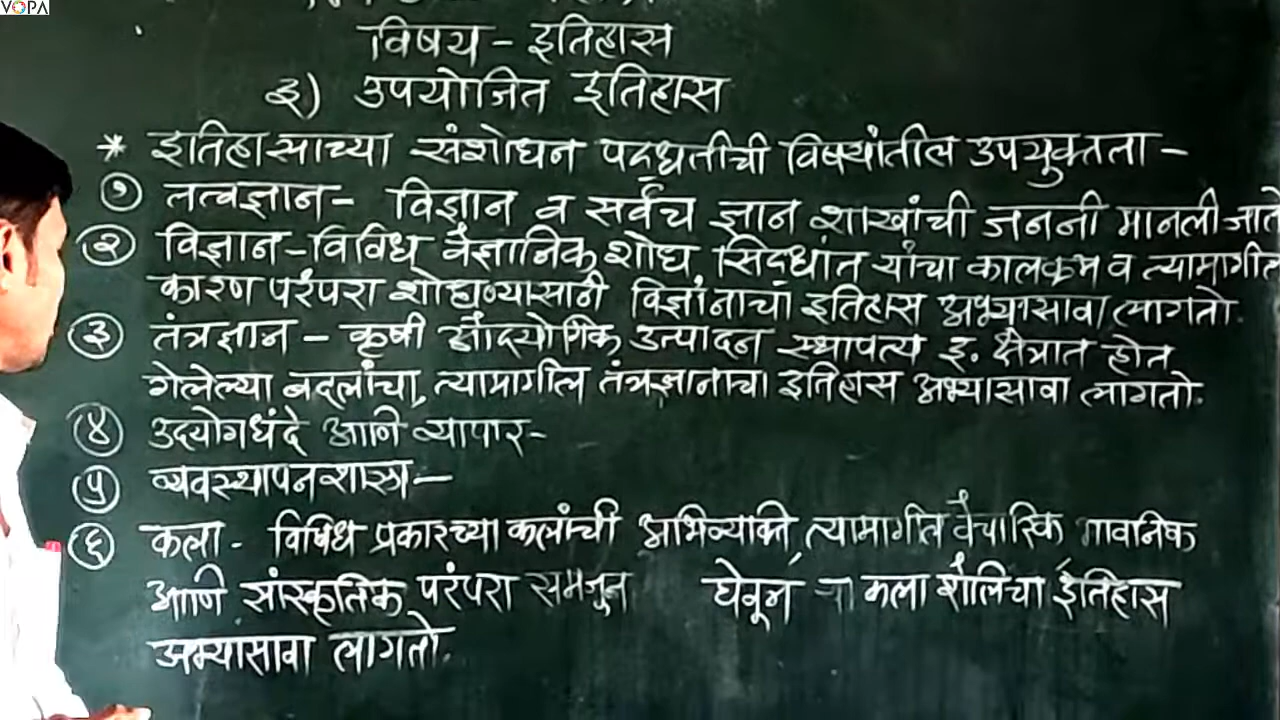 VOPA
विषय - इतिहास
इ) उपयोजित इतिहास
* इतिहासाच्या संशोधन पद्धतीची विषयांतील उपयुक्तता -
१ तत्वज्ञान - विज्ञान व सर्वच ज्ञान शाखांची जननी मानली जाते
२ विज्ञान - विविध वैज्ञानिक शोध सिद्धांत यांचा कालक्रम व त्यामागील
कारण परंपरा शोधण्यासाठी विज्ञानाचा इतिहास अभ्यासावा लागतो.
३ तंत्रज्ञान - कृषी औद्योगिक उत्पादन स्थापत्य इ. क्षेत्रात होत
गेलेल्या बदलांचा, त्यामागील तंत्रज्ञानाचा इतिहास अभ्यासावा लागतो.
४ उद्योगधंदे आणि व्यापार -
५ व्यवस्थापनशास्त्र -
६ कला - विविध प्रकारच्या कलांची अभिव्यक्ती, त्यामागील वैचारिक भावनिक
आणि सांस्कृतिक परंपरा समजून घेवून या कला शैलिचा इतिहास
अभ्यासावा लागतो.